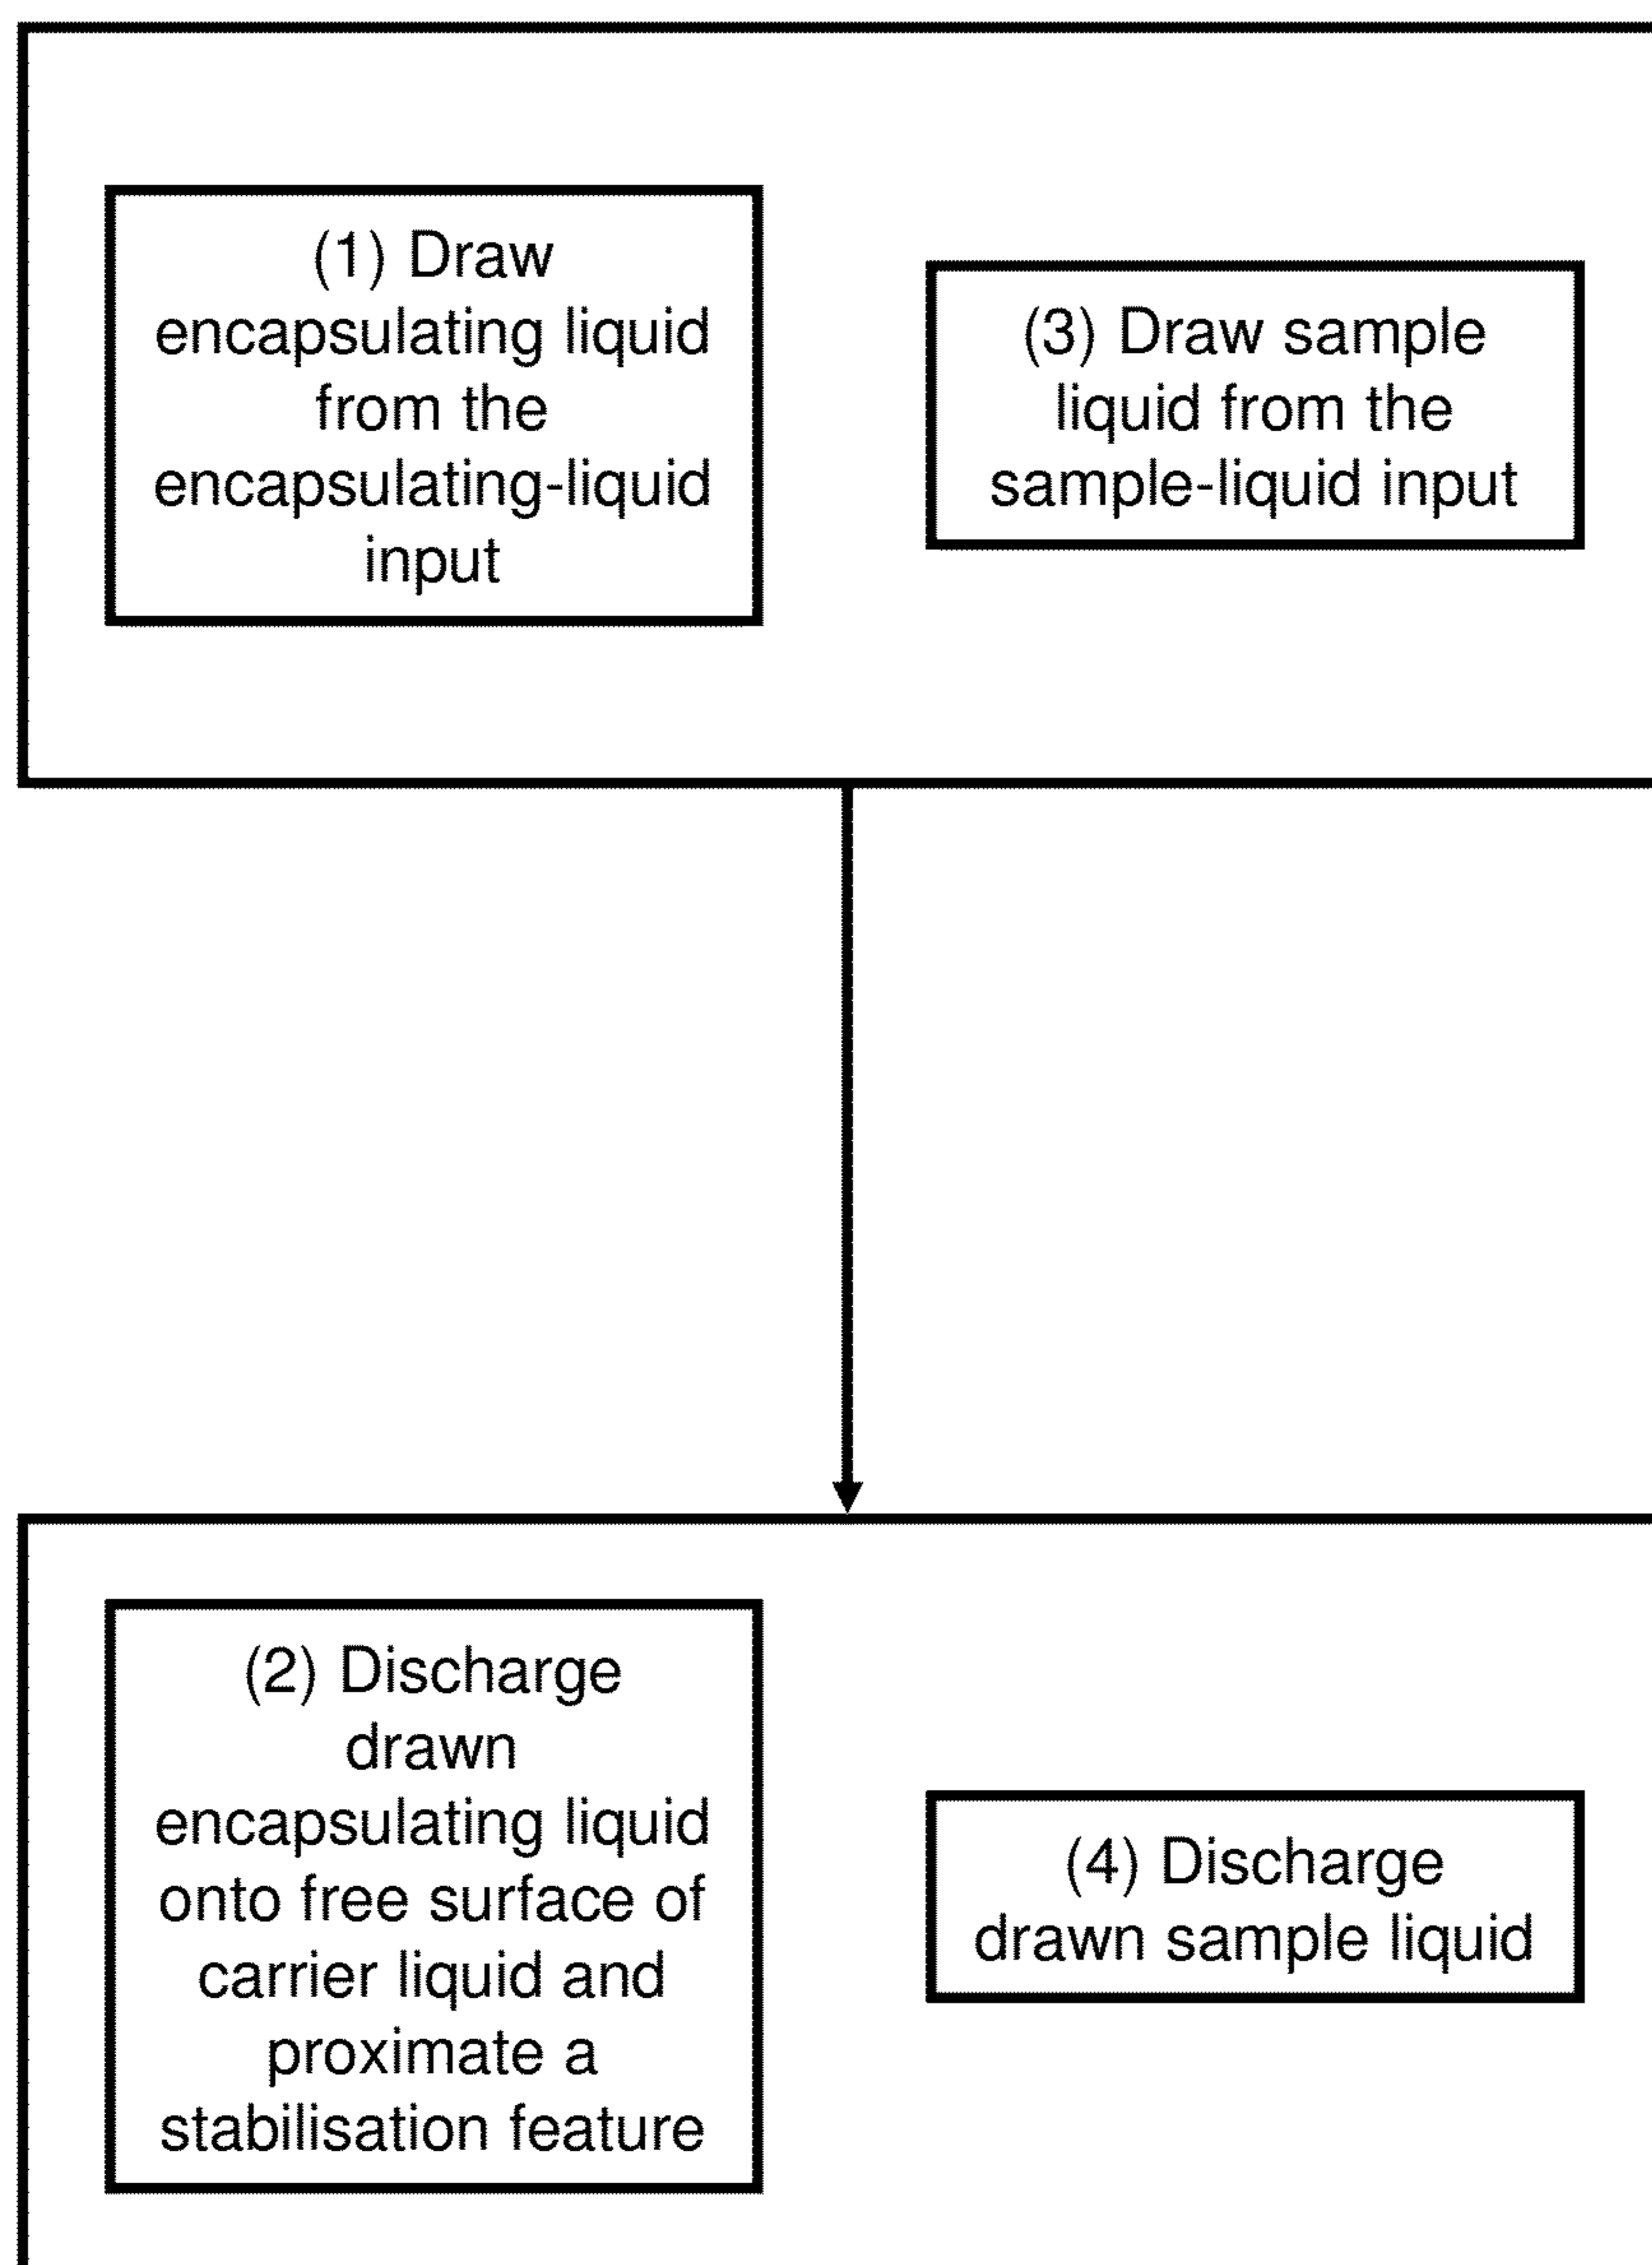 (1) Draw
encapsulating liquid
from the
encapsulating-liquid
input
(3) Draw sample
liquid from the
sample-liquid input
(2) Discharge
drawn
encapsulating liquid
onto free surface of
carrier liquid and
proximate a
stabilisation feature
(4) Discharge
drawn sample liquid